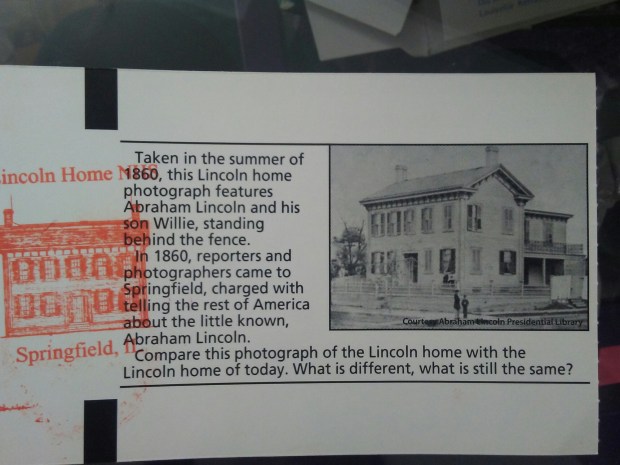 Lincoln Home NHS
Springfield, IL
Taken in the summer of
1860, this Lincoln home
photograph features
Abraham Lincoln and his
son Willie, standing
behind the fence.
In 1860, reporters and
photographers came to
Springfield, charged with
telling the rest of America
about the little known,
Abraham Lincoln.
Courtesy Abraham Lincoln Presidential Library
Compare this photograph of the Lincoln home with the
Lincoln home of today. What is different, what is still the same?